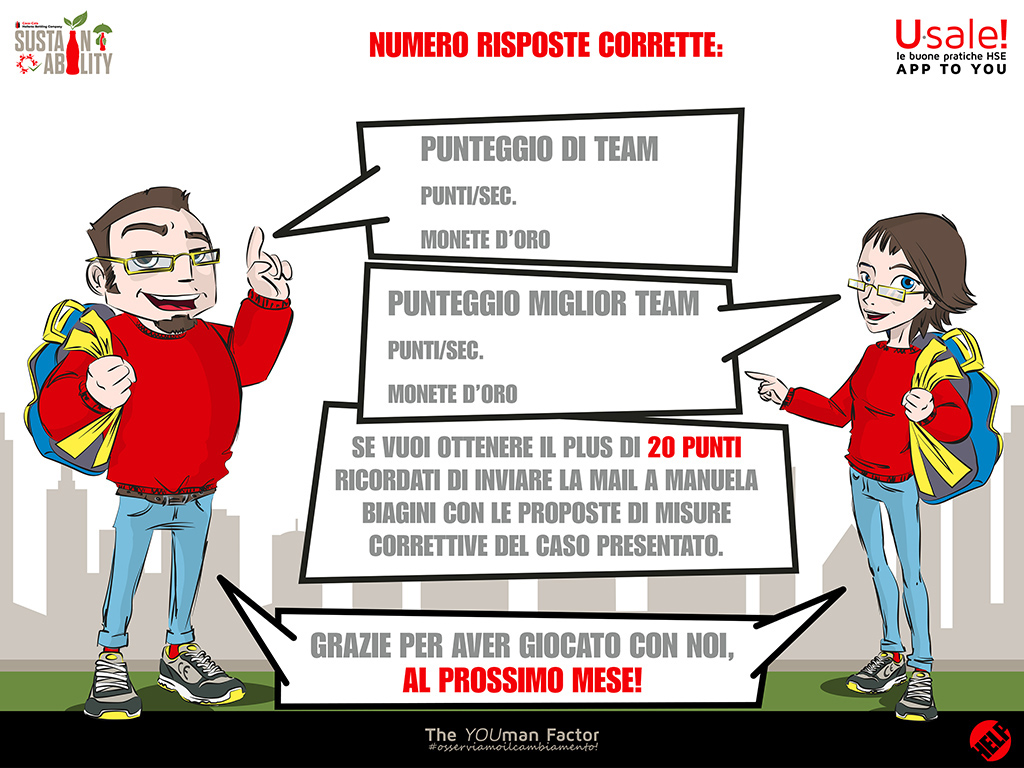 Coca-Cola
Hellenic Bottling Company
SUSTAIN
ABILITY
NUMERO RISPOSTE CORRETTE:
U.sale!
le buone pratiche HSE
APP TO YOU
PUNTEGGIO DI TEAM
PUNTI/SEC.
MONETE D'ORO
PUNTEGGIO MIGLIOR TEAM
PUNTI/SEC.
MONETE D'ORO
SE VUOI OTTENERE IL PLUS DI 20 PUNTI
RICORDATI DI INVIARE LA MAIL A MANUELA
BIAGINI CON LE PROPOSTE DI MISURE
CORRETTIVE DEL CASO PRESENTATO.
GRAZIE PER AVER GIOCATO CON NOI,
AL PROSSIMO MESE!
The YOUman Factor
#osserviamoilcambiamento!
HELP